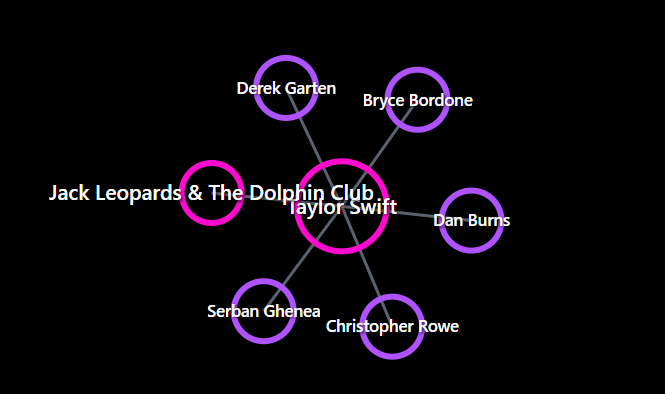 Derek Garten
Bryce Bordone
Jack Leopards & The Dolphin Club
Taylor Swift
Dan Burns
Serban Ghenea
Christopher Rowe